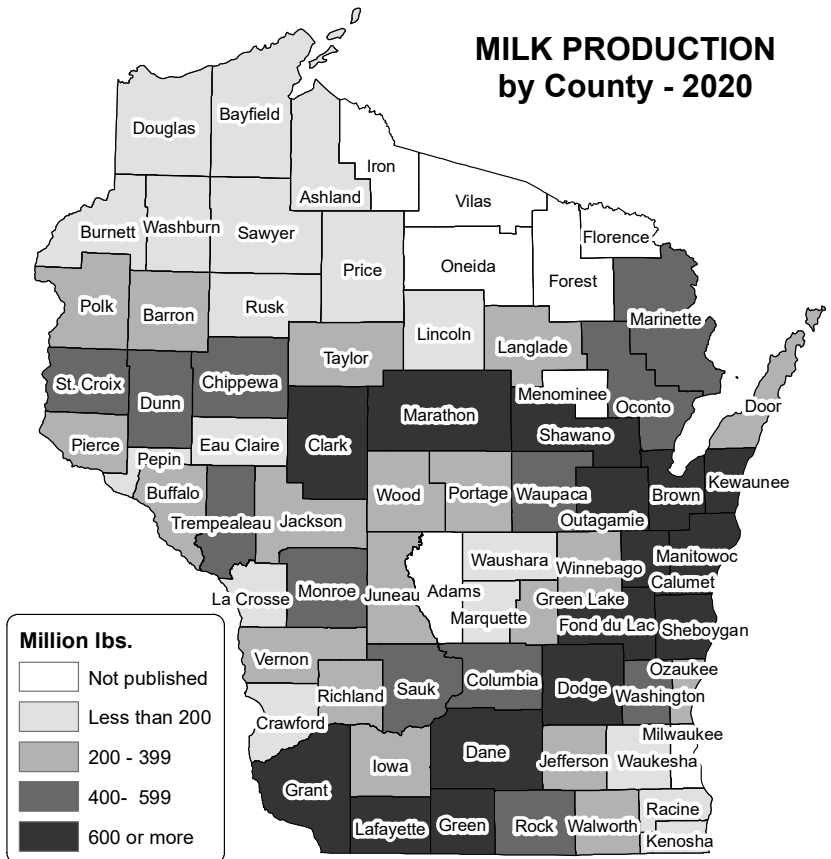 MILK PRODUCTION
by County - 2020
Douglas
Bayfield
Iron
Ashland
Vilas
Burnett
Washburn
Sawyer
Florence
Price
Oneida
Forest
Polk
Barron
Rusk
Marinette
Lincoln
Langlade
Taylor
St. Croix
Chippewa
Dunn
Menominee
Oconto
Door
Marathon
Pierce
Eau Claire
Clark
Shawano
Pepin
Buffalo
Wood
Portage
Waupaca
Brown
Kewaunee
Trempealeau
Jackson
Outagamie
Waushara
Winnebago
Manitowoc
Calumet
La Crosse
Monroe
Juneau
Adams
Green Lake
Marquette
Fond du Lac
Sheboygan
Vernon
Richland
Sauk
Columbia
Dodge
Ozaukee
Washington
Crawford
Milwaukee
Grant
Iowa
Dane
Jefferson
Waukesha
Lafayette
Green
Rock
Walworth
Racine
Kenosha
Million lbs.
Not published
Less than 200
200 - 399
400- 599
600 or more